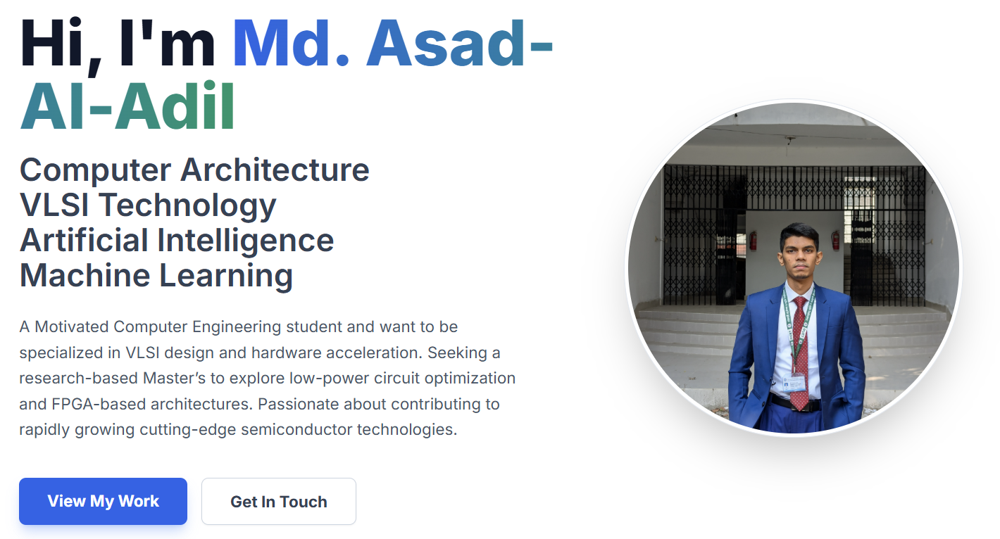 Hi, I'm Md. Asad-
Al-Adil
Computer Architecture
VLSI Technology
Artificial Intelligence
Machine Learning
A Motivated Computer Engineering student and want to be
specialized in VLSI design and hardware acceleration. Seeking a
research-based Master’s to explore low-power circuit optimization
and FPGA-based architectures. Passionate about contributing to
rapidly growing cutting-edge semiconductor technologies.
View My Work
Get In Touch